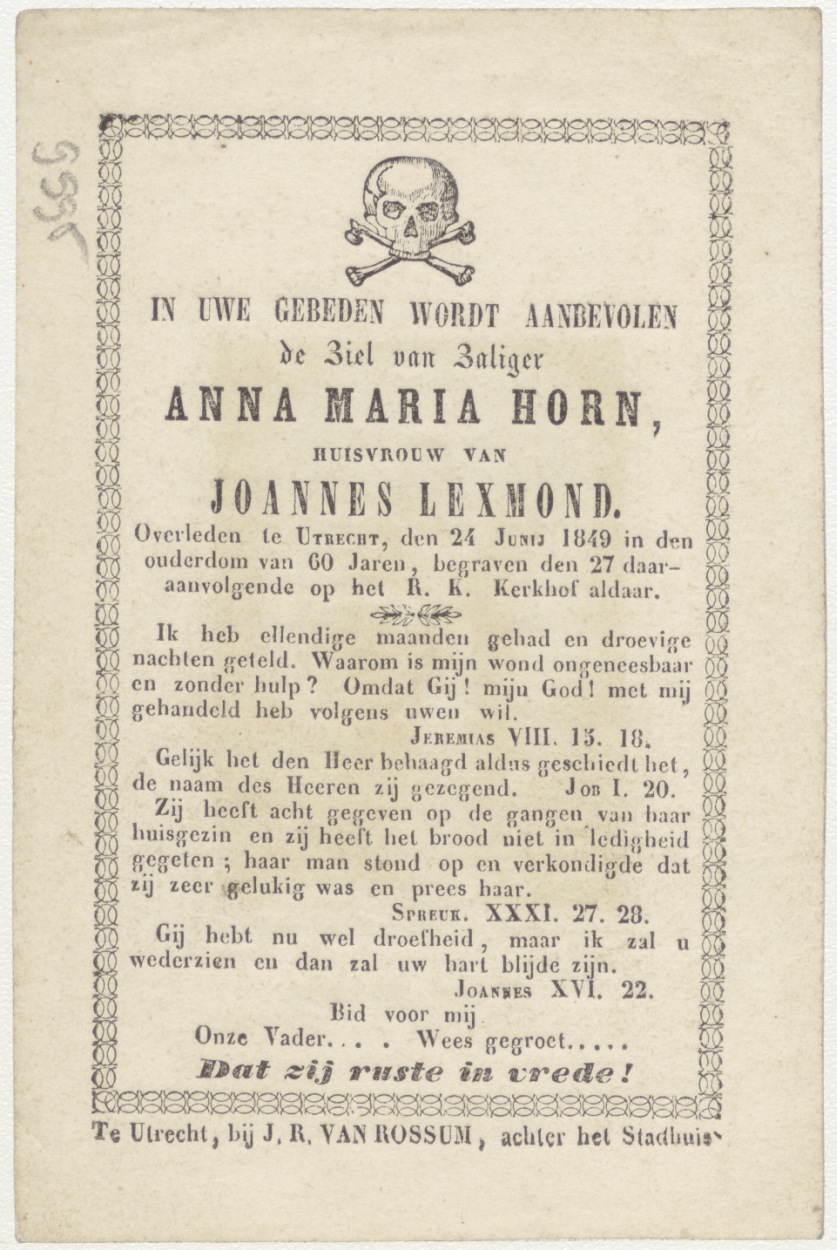 IN UWE GEBEDEN WORDT AANBEVOLEN
de Ziel van Zaliger
ANNA MARIA HORN,
HUISVROUW VAN
JOANNES LEXMOND.
Overleden te UTRECHT, den 24 JUNIJ 1849 in den
ouderdom van 60 Jaren, begraven den 27 daar-
aanvolgende op het R. K. Kerkhof aldaar.
Ik heb ellendige maanden gehad en droevige
nachten geteld. Waarom is mijn wond ongeneesbaar
en zonder hulp? Omdat Gij! mijn God! met mij
gehandeld heb volgens uwen wil.
JEREMIAS VIII. 15. 18.
Gelijk het den Heer behaagd aldus geschiedt het,
de naam des Heeren zij gezegend. JOB I. 20.
Zij heeft acht gegeven op de gangen van haar
huisgezin en zij heeft het brood niet in ledigheid
gegeten; haar man stond op en verkondigde dat
zij zeer gelukig was en prees haar.
SPREUK. XXXI. 27. 28.
Gij hebt nu wel droefheid, maar ik zal u
wederzien en dan zal uw hart blijde zijn.
JOANNES XVI. 22.
Bid voor mij.
Onze Vader.... Wees gegroet.....
Dat zij ruste in vrede!
Te Utrecht, bij J. R. VAN ROSSUM, achter het Stadhuis